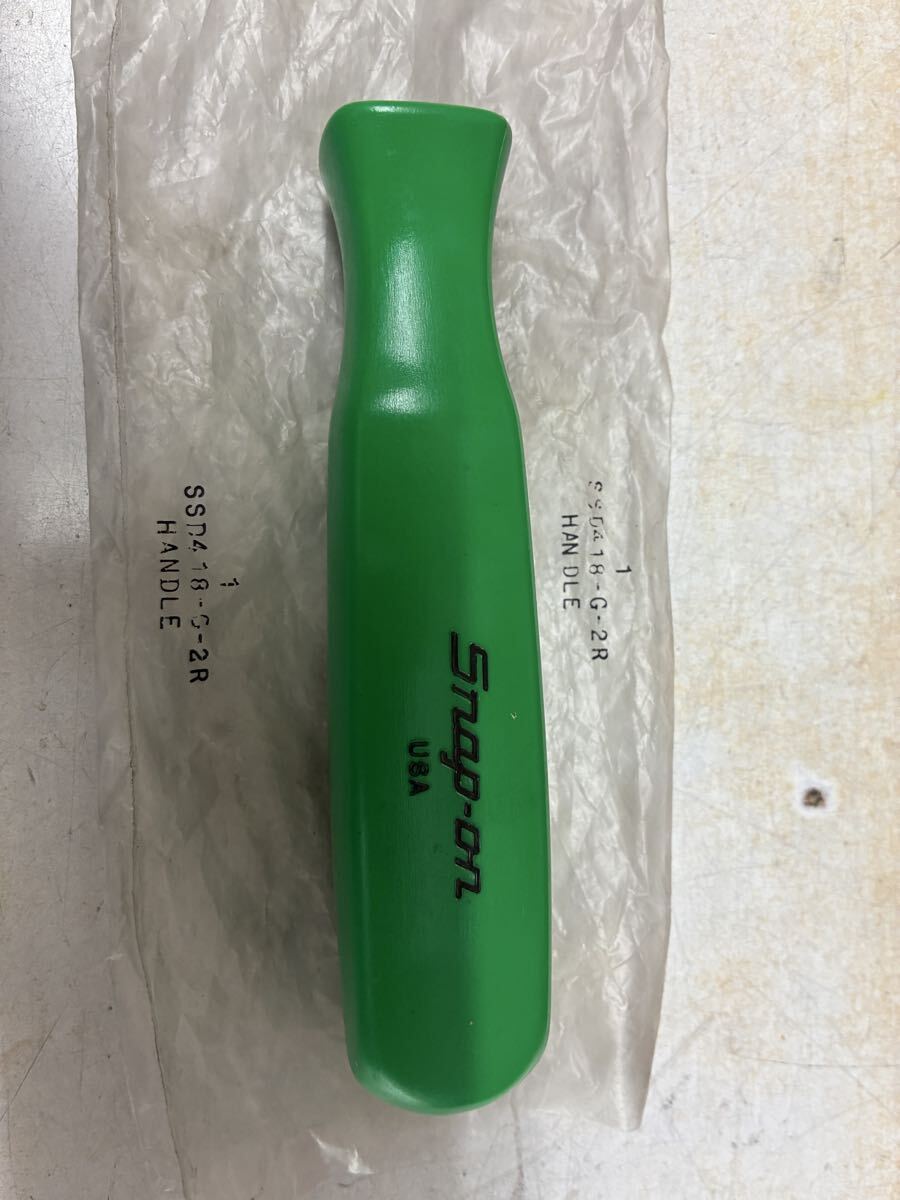 Snap-on
USA
1
SSD418-G-2R
HANDLE
1
SSD418-G-2R
HANDLE